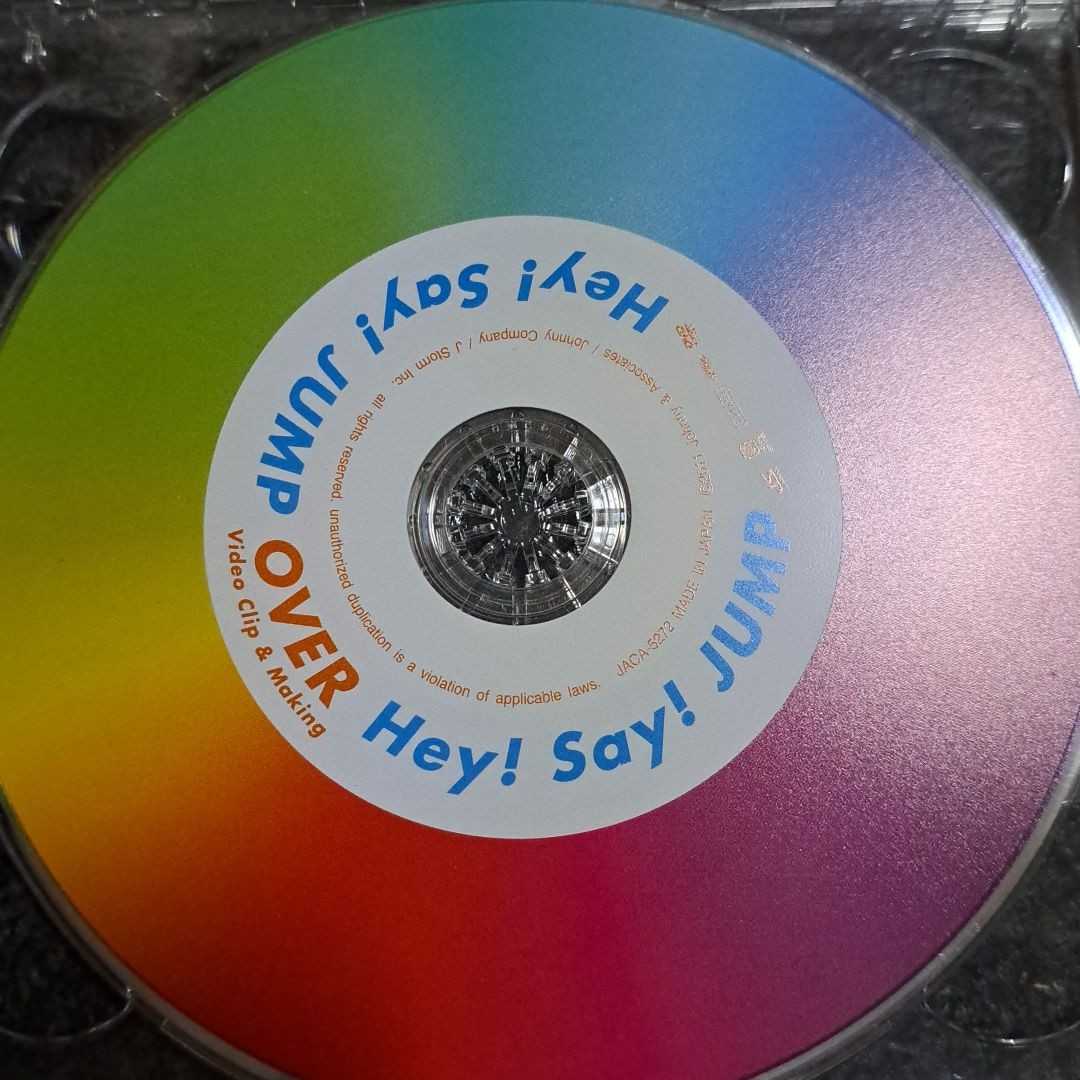 Hey! Say! JUMP
OVER
Video Clip & Making
Hey! Say! JUMP
JACA-5272 MADE IN JAPAN Johnny & Associates / Johnny Company / J Storm Inc. all rights reserved. unauthorized duplication is a violation of applicable laws.